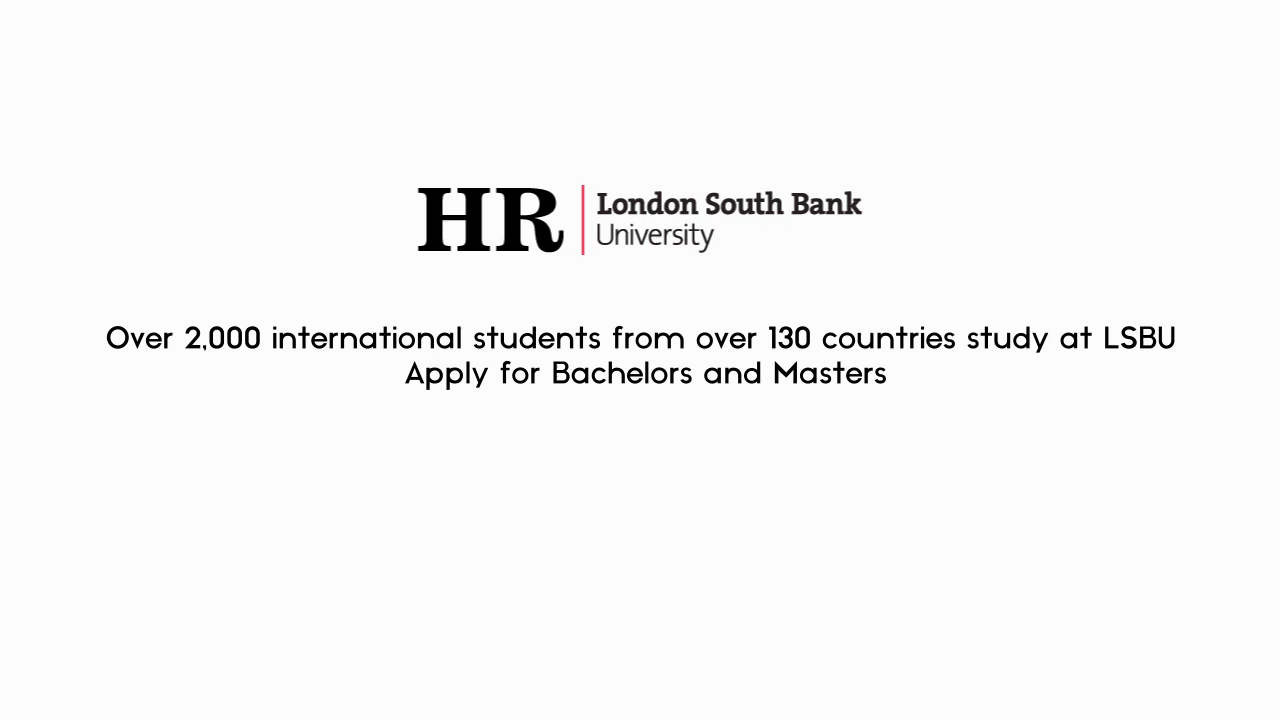 HR
London South Bank
University
Over 2,000 international students from over 130 countries study at LSBU
Apply for Bachelors and Masters